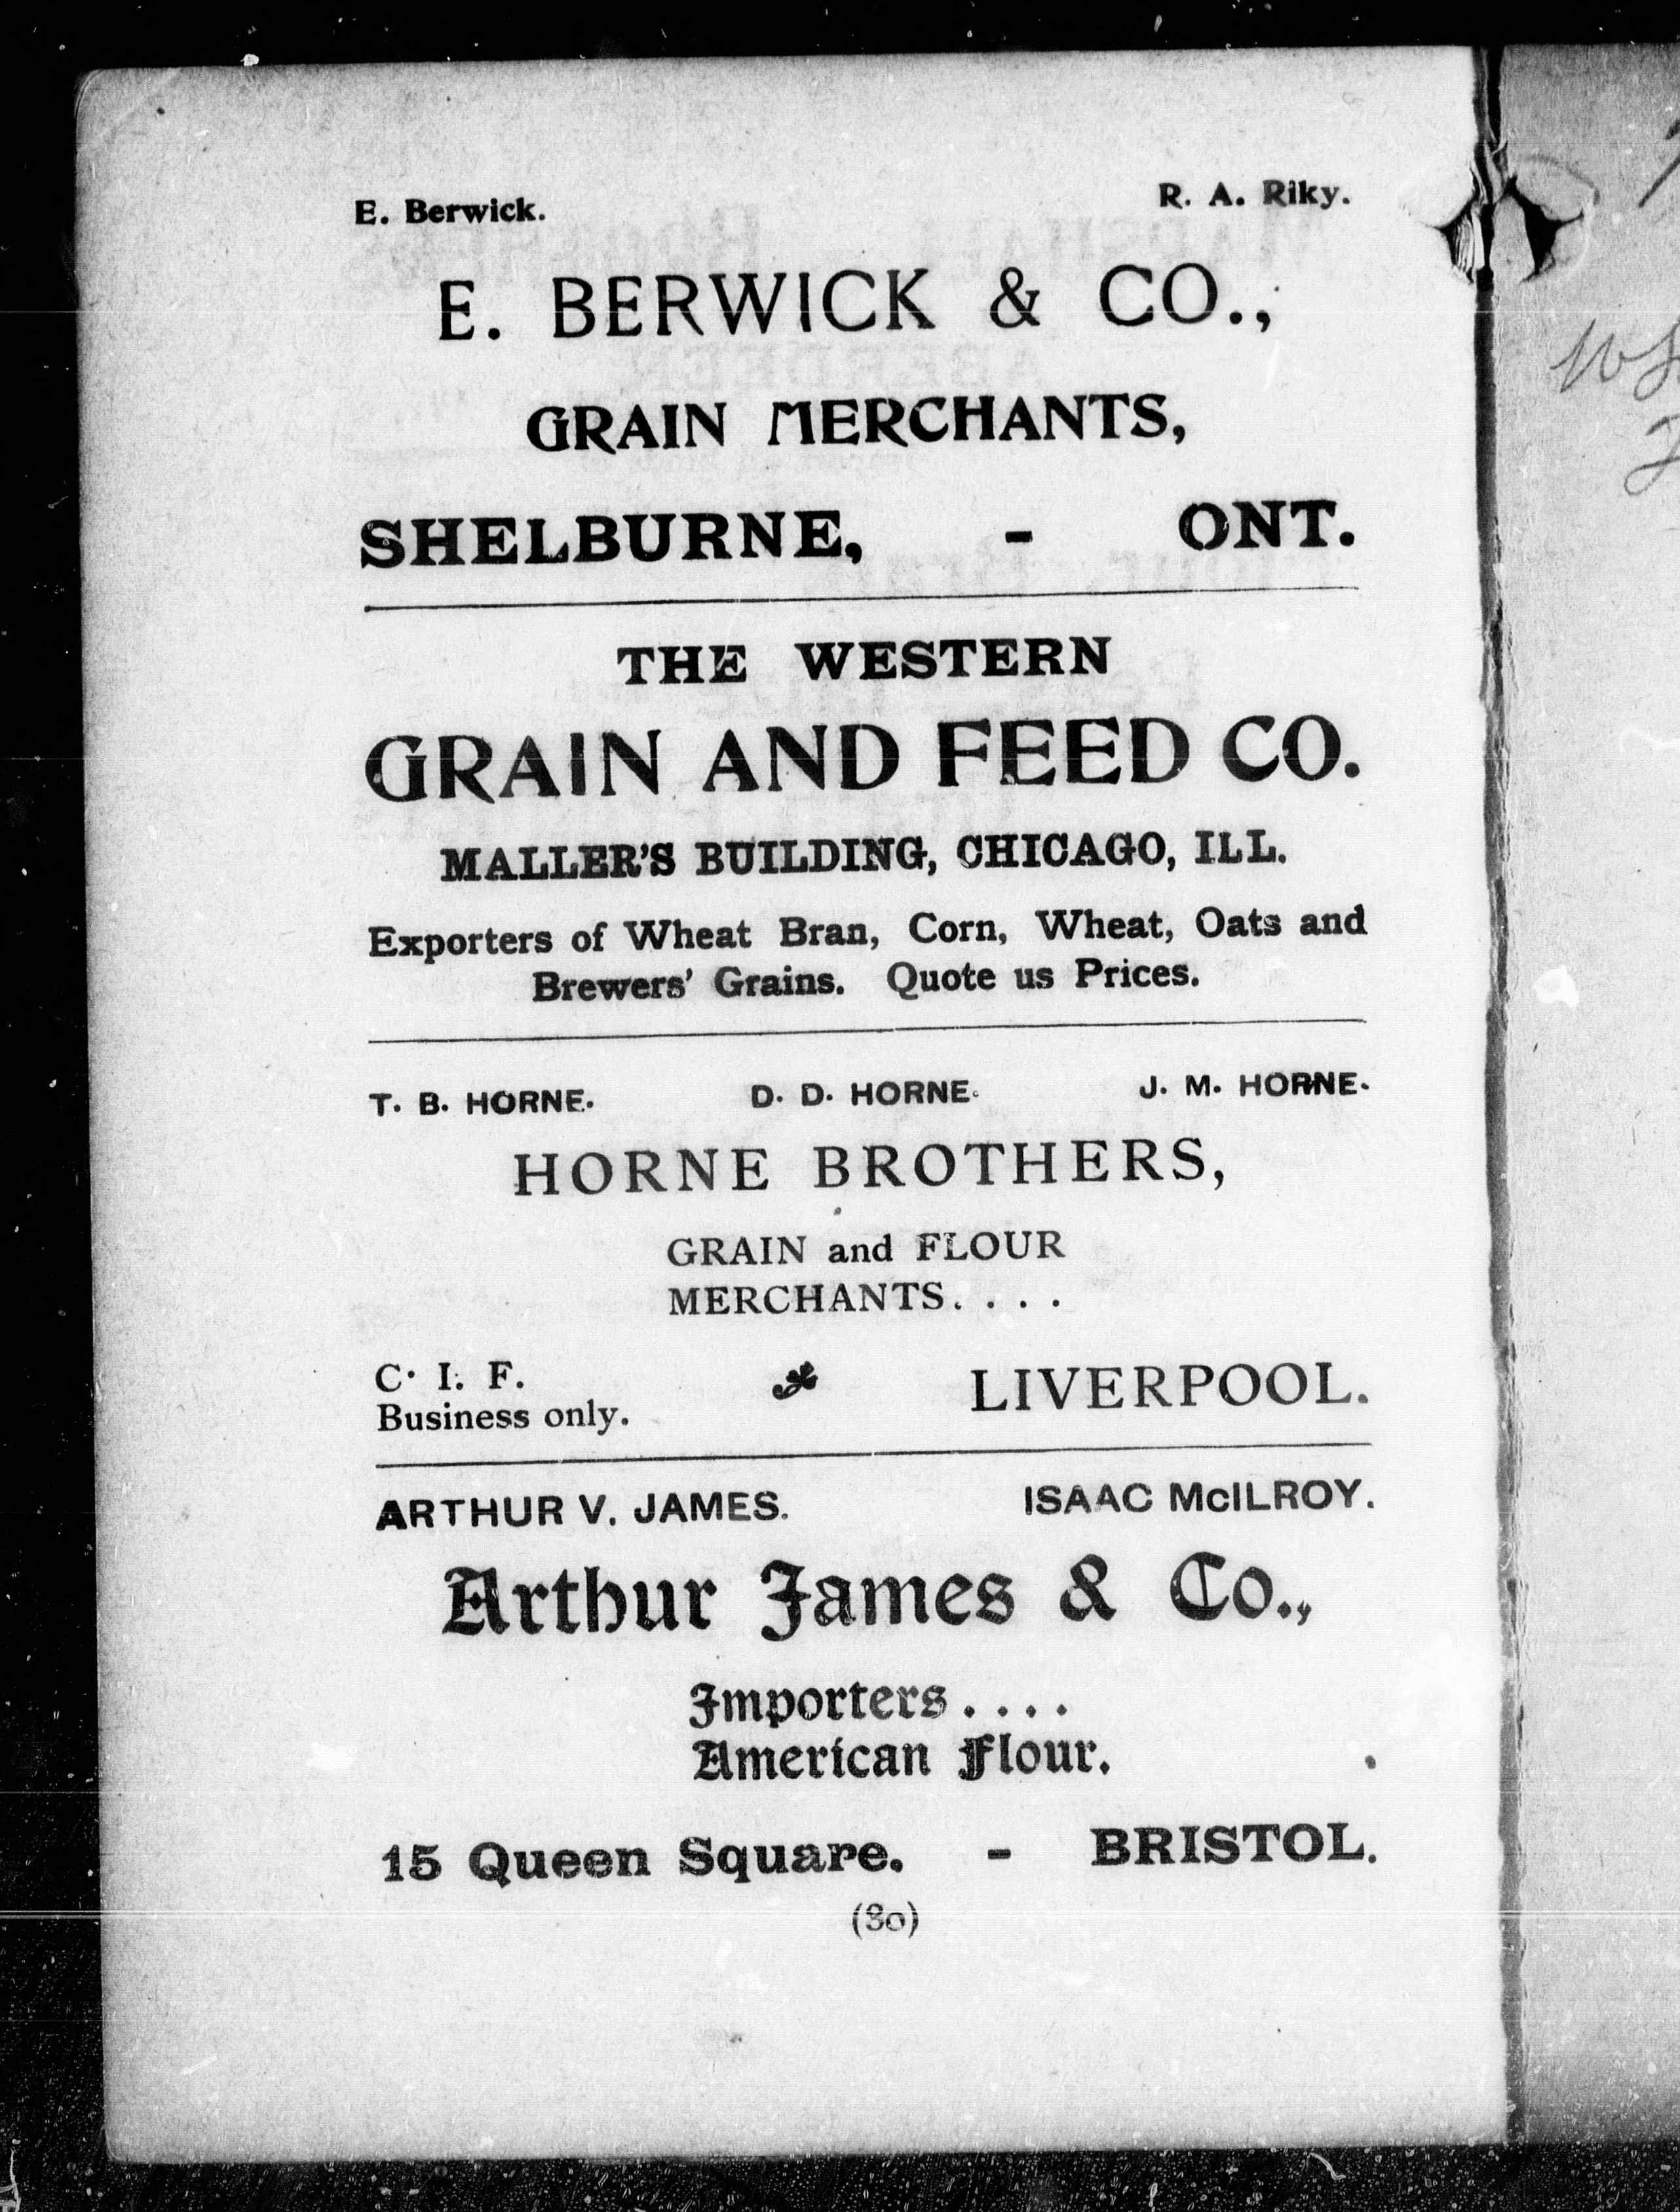 E. Berwick. R. A. Riky.
E. BERWICK & CO.,
GRAIN MERCHANTS,
SHELBURNE, - ONT.
THE WESTERN
GRAIN AND FEED CO.
MALLER'S BUILDING, CHICAGO, ILL.
Exporters of Wheat Bran, Corn, Wheat, Oats and
Brewers' Grains. Quote us Prices.
T. B. HORNE. D. D. HORNE. J. M. HORNE.
HORNE BROTHERS,
GRAIN and FLOUR
MERCHANTS. . . .
C. I. F.
Business only.
LIVERPOOL.
ARTHUR V. JAMES. ISAAC McILROY.
Arthur James & Co.,
Importers . . . .
American Flour.
15 Queen Square. - BRISTOL.
(80)